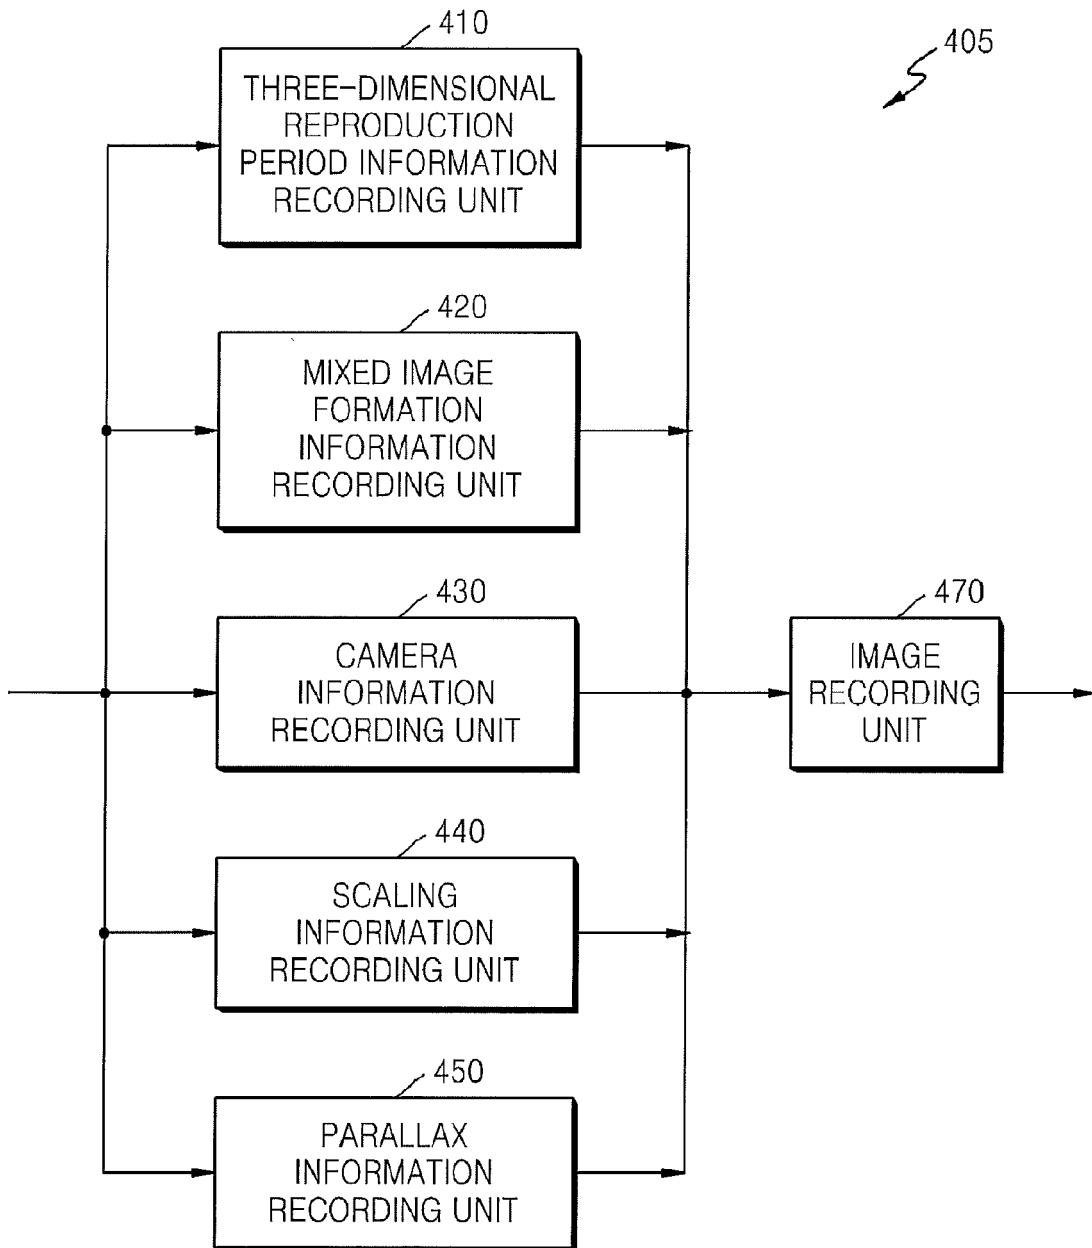 410
405
THREE-DIMENSIONAL
REPRODUCTION
PERIOD INFORMATION
RECORDING UNIT
420
MIXED IMAGE
FORMATION
INFORMATION
RECORDING UNIT
430
CAMERA
INFORMATION
RECORDING UNIT
470
IMAGE
RECORDING
UNIT
440
SCALING
INFORMATION
RECORDING UNIT
450
PARALLAX
INFORMATION
RECORDING UNIT